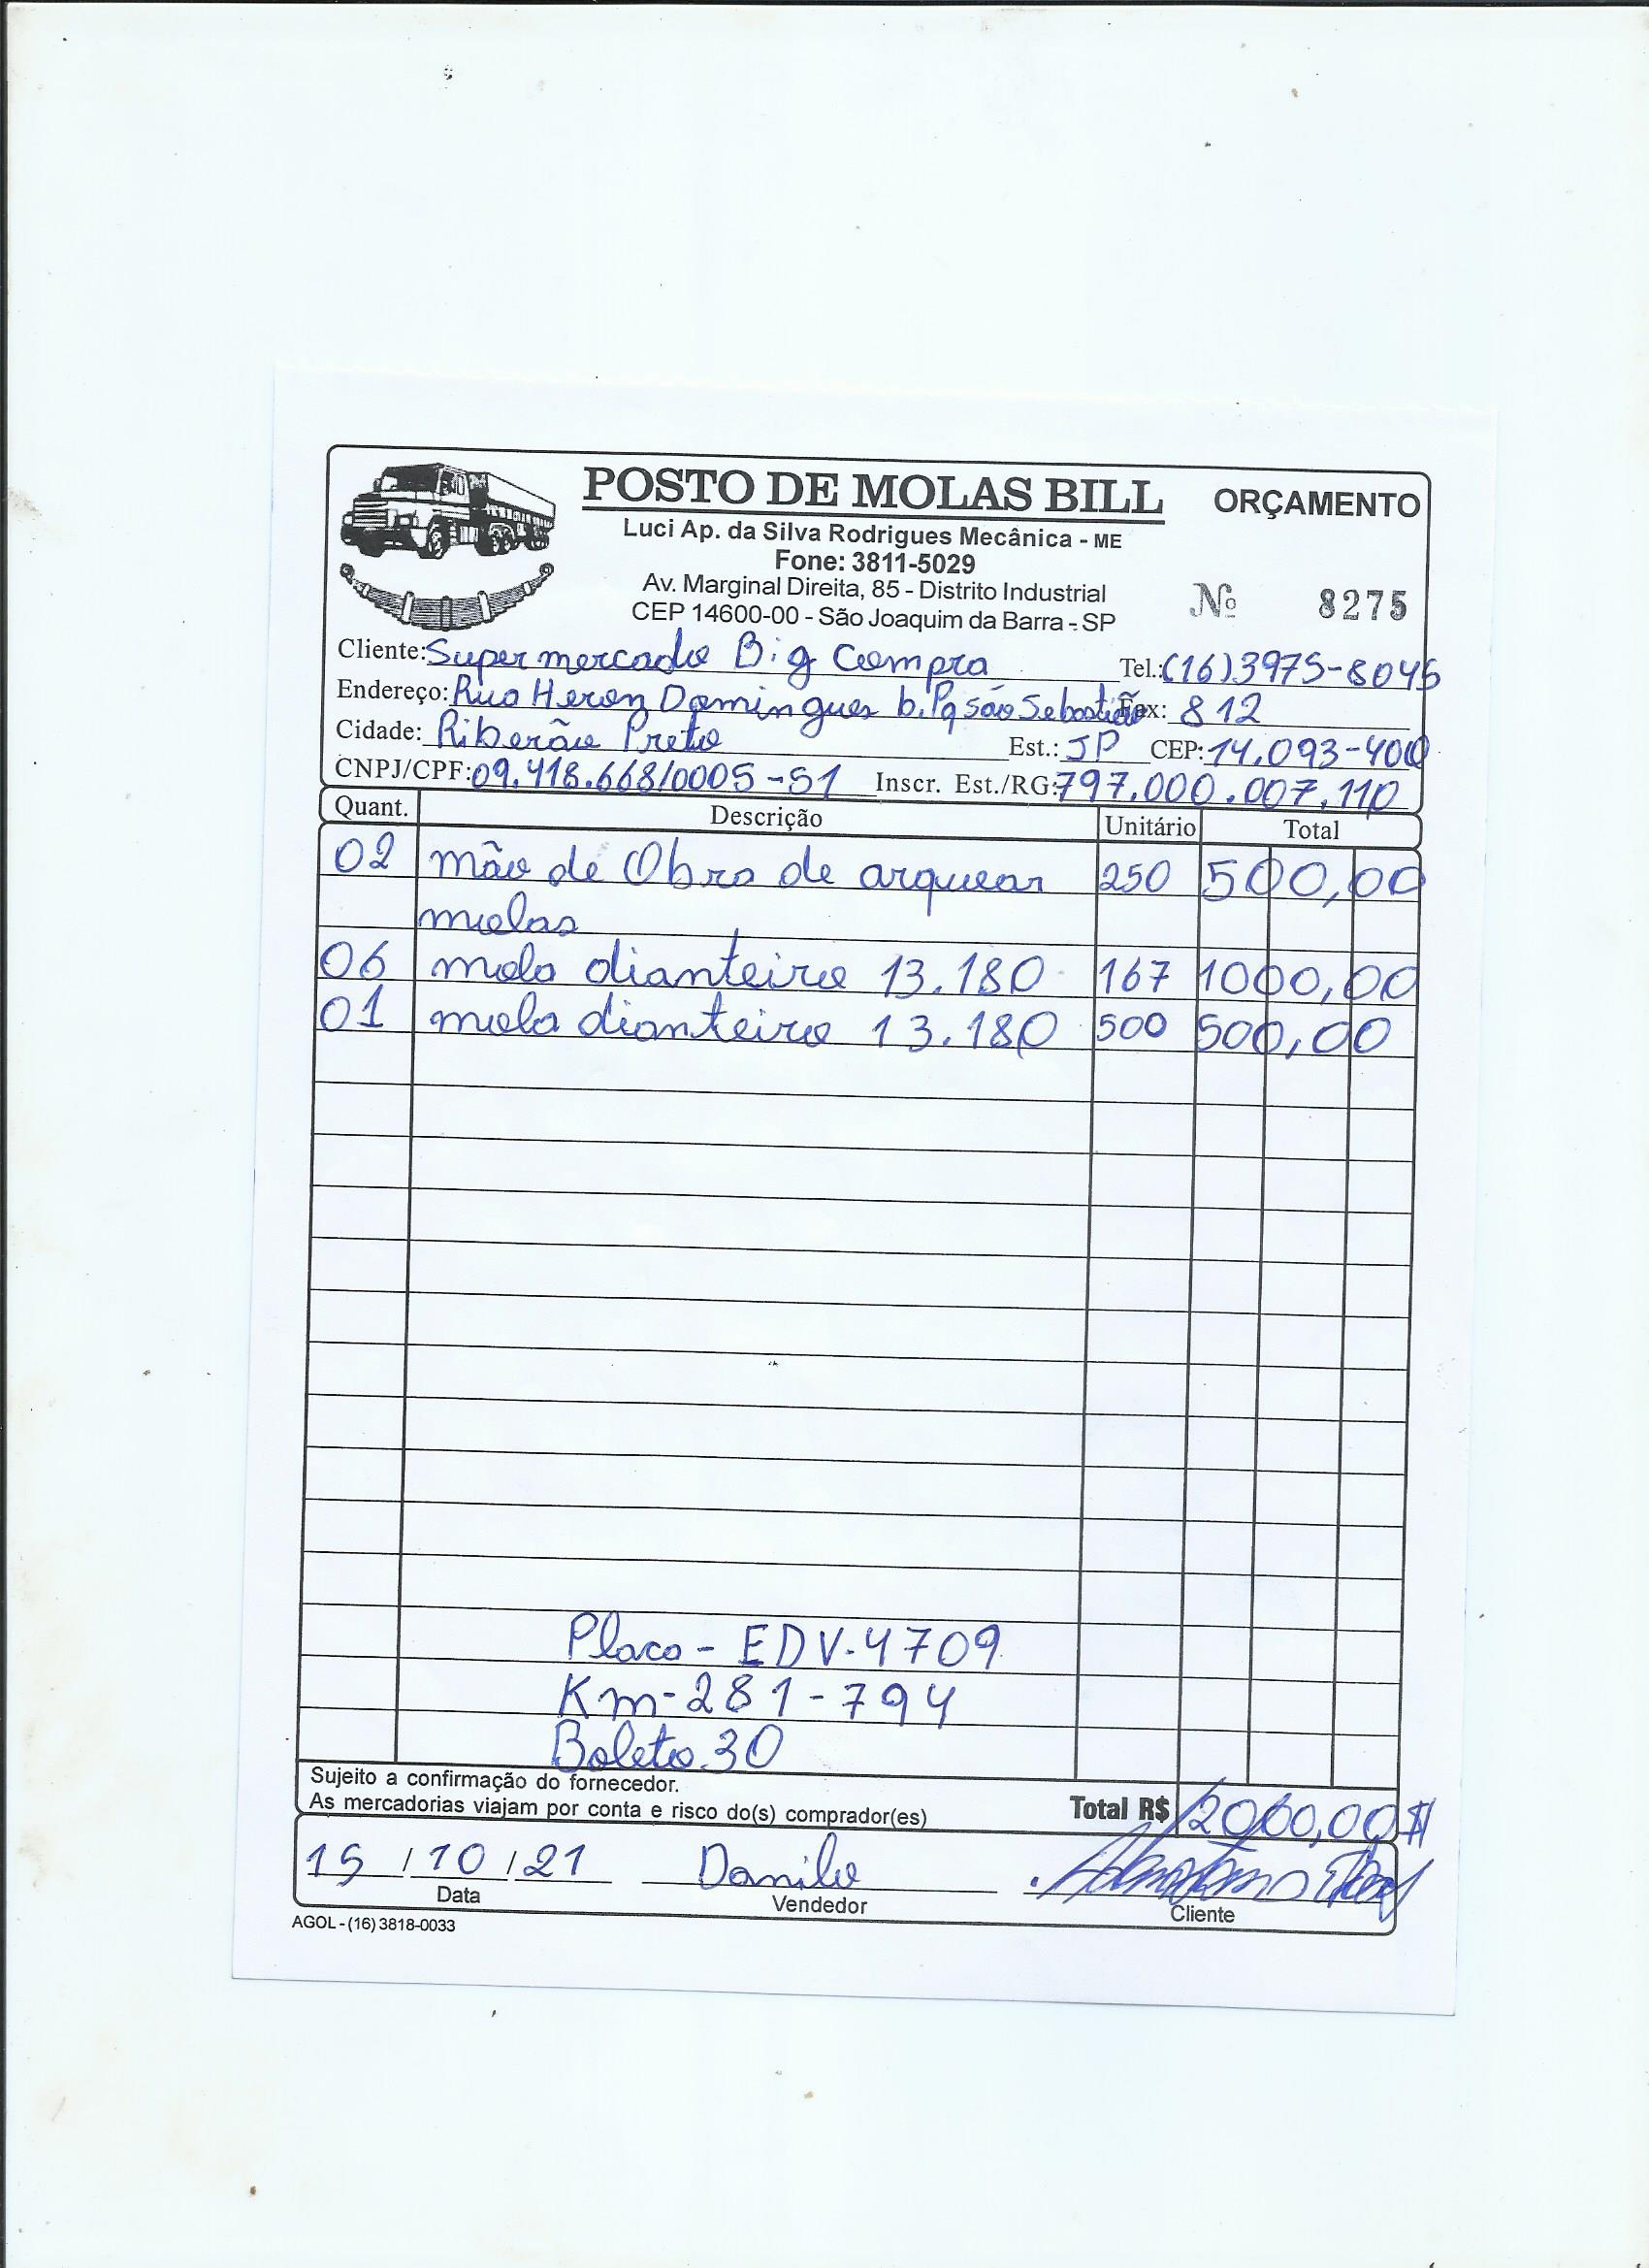 POSTO DE MOLAS BILL ORÇAMENTO
Luci Ap. da Silva Rodrigues Mecânica - ME
Fone: 3811-5029
Av. Marginal Direita, 85 - Distrito Industrial
CEP 14600-00 - São Joaquim da Barra - SP
Nº 8275
Cliente: Supermercado Big Compra Tel.: (16)3975-8045
Endereço: Rua Heron Domingues b. Pq são Sebastião Fax: 812
Cidade: Riberão Preto Est.: SP CEP: 14.093-400
CNPJ/CPF: 09.418.668/0005-51 Inscr. Est./RG: 797.000.007.110
Quant. Descrição Unitário Total
02 mão de Obra de arquear 250 500,00
molas
06 mola dianteira 13.180 167 1000,00
01 mola dianteira 13.180 500 500,00
Placa - EDV-4709
Km-281-794
Boleto.30
Sujeito a confirmação do fornecedor.
As mercadorias viajam por conta e risco do(s) comprador(es) Total R$ 2000,00
15 / 10 / 21 Danilo
Data Vendedor Cliente
AGOL - (16) 3818-0033